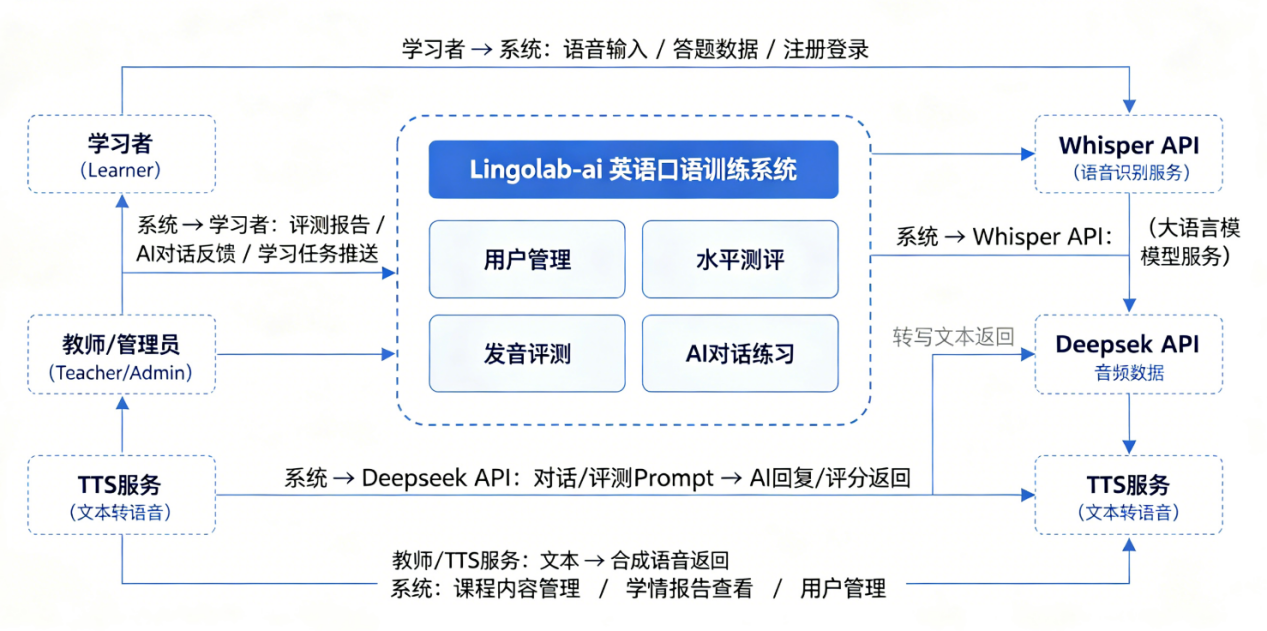 学习者 → 系统：语音输入 / 答题数据 / 注册登录
学习者
（Learner）
系统 → 学习者：评测报告 /
AI对话反馈 / 学习任务推送
教师/管理员
（Teacher/Admin）
TTS服务
（文本转语音）
Lingolab-ai 英语口语训练系统
用户管理
水平测评
发音评测
AI对话练习
Whisper API
（语音识别服务）
系统 → Whisper API：
（大语言模
模型服务）
转写文本返回
Deepsek API
音频数据
系统 → Deepseek API：对话/评测Prompt → AI回复/评分返回
TTS服务
（文本转语音）
教师/TTS服务：文本 → 合成语音返回
系统：课程内容管理 / 学情报告查看 / 用户管理